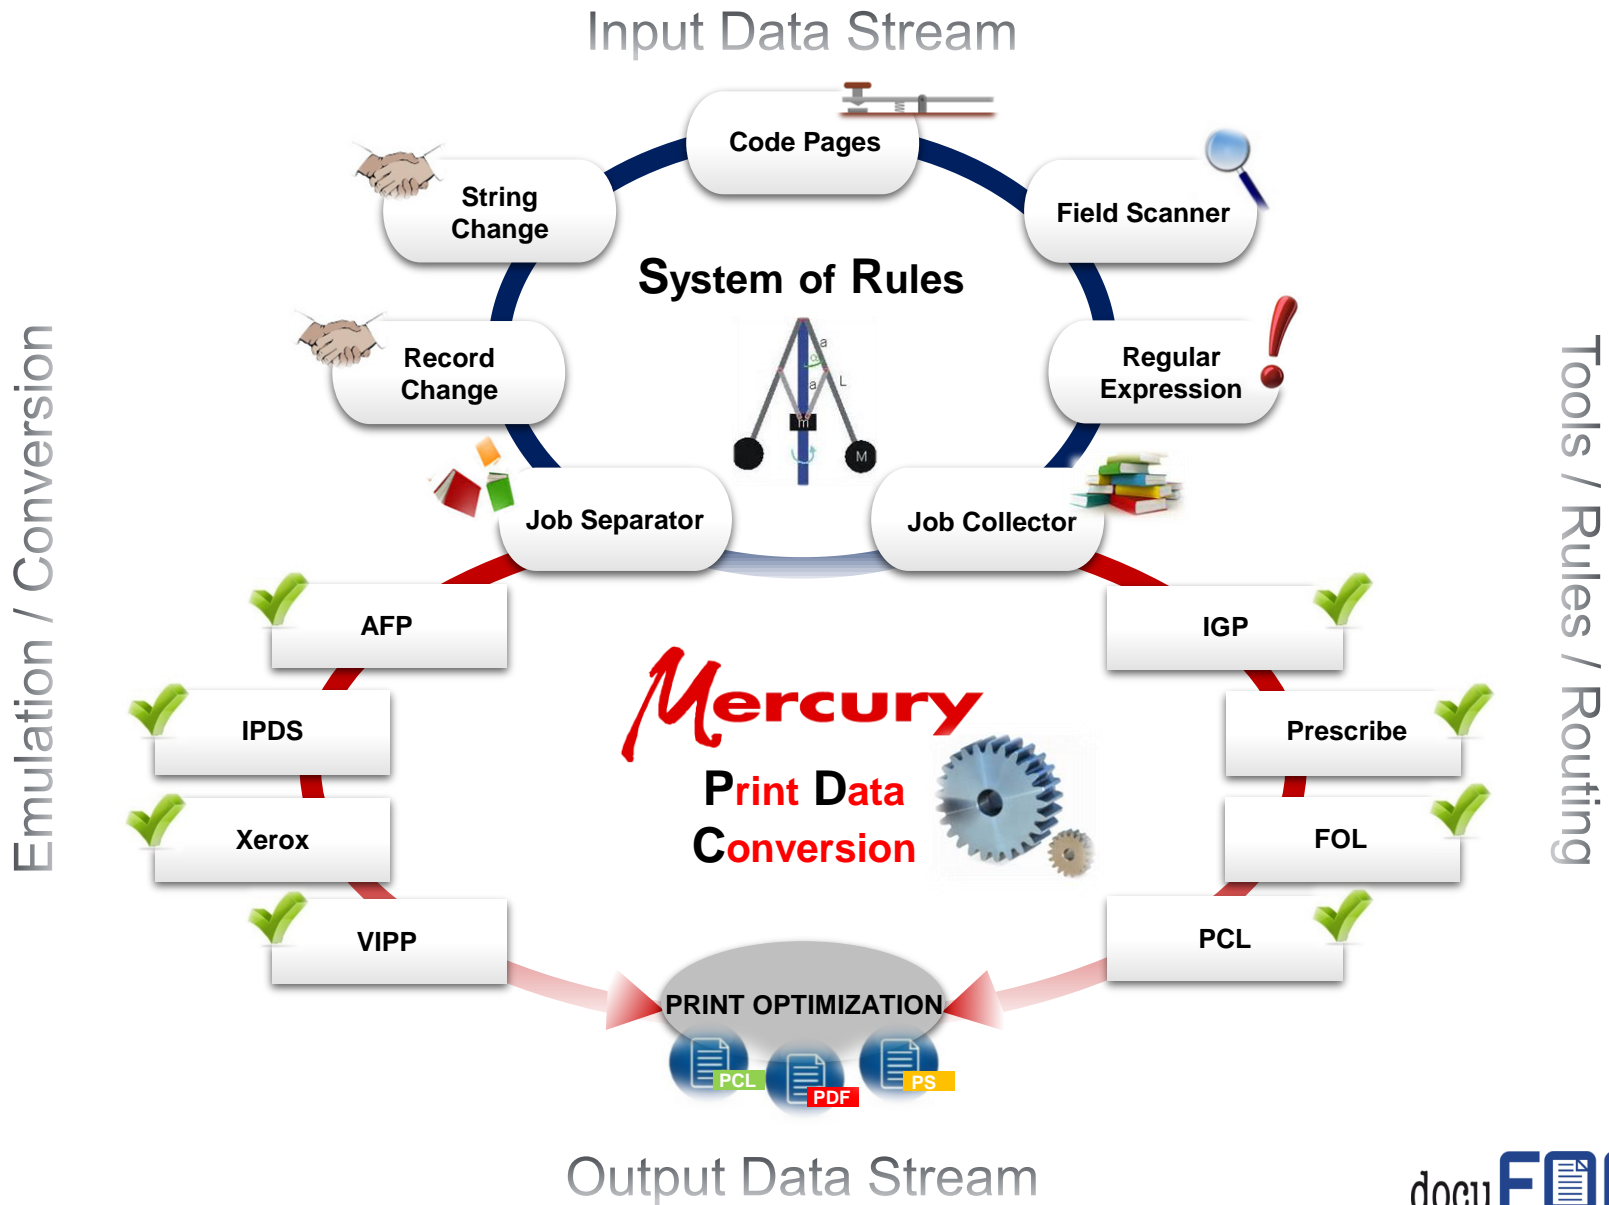 Input Data Stream
Code Pages
String
Change
Field Scanner
System of Rules
Record
Change
Regular
Expression
a
α
a
L
m
M
Job Separator
Job Collector
Emulation / Conversion
Tools / Rules / Routing
AFP
IGP
IPDS
Prescribe
Mercury
Print Data
Conversion
Xerox
FOL
VIPP
PCL
PRINT OPTIMIZATION
PCL
PDF
PS
Output Data Stream
docu